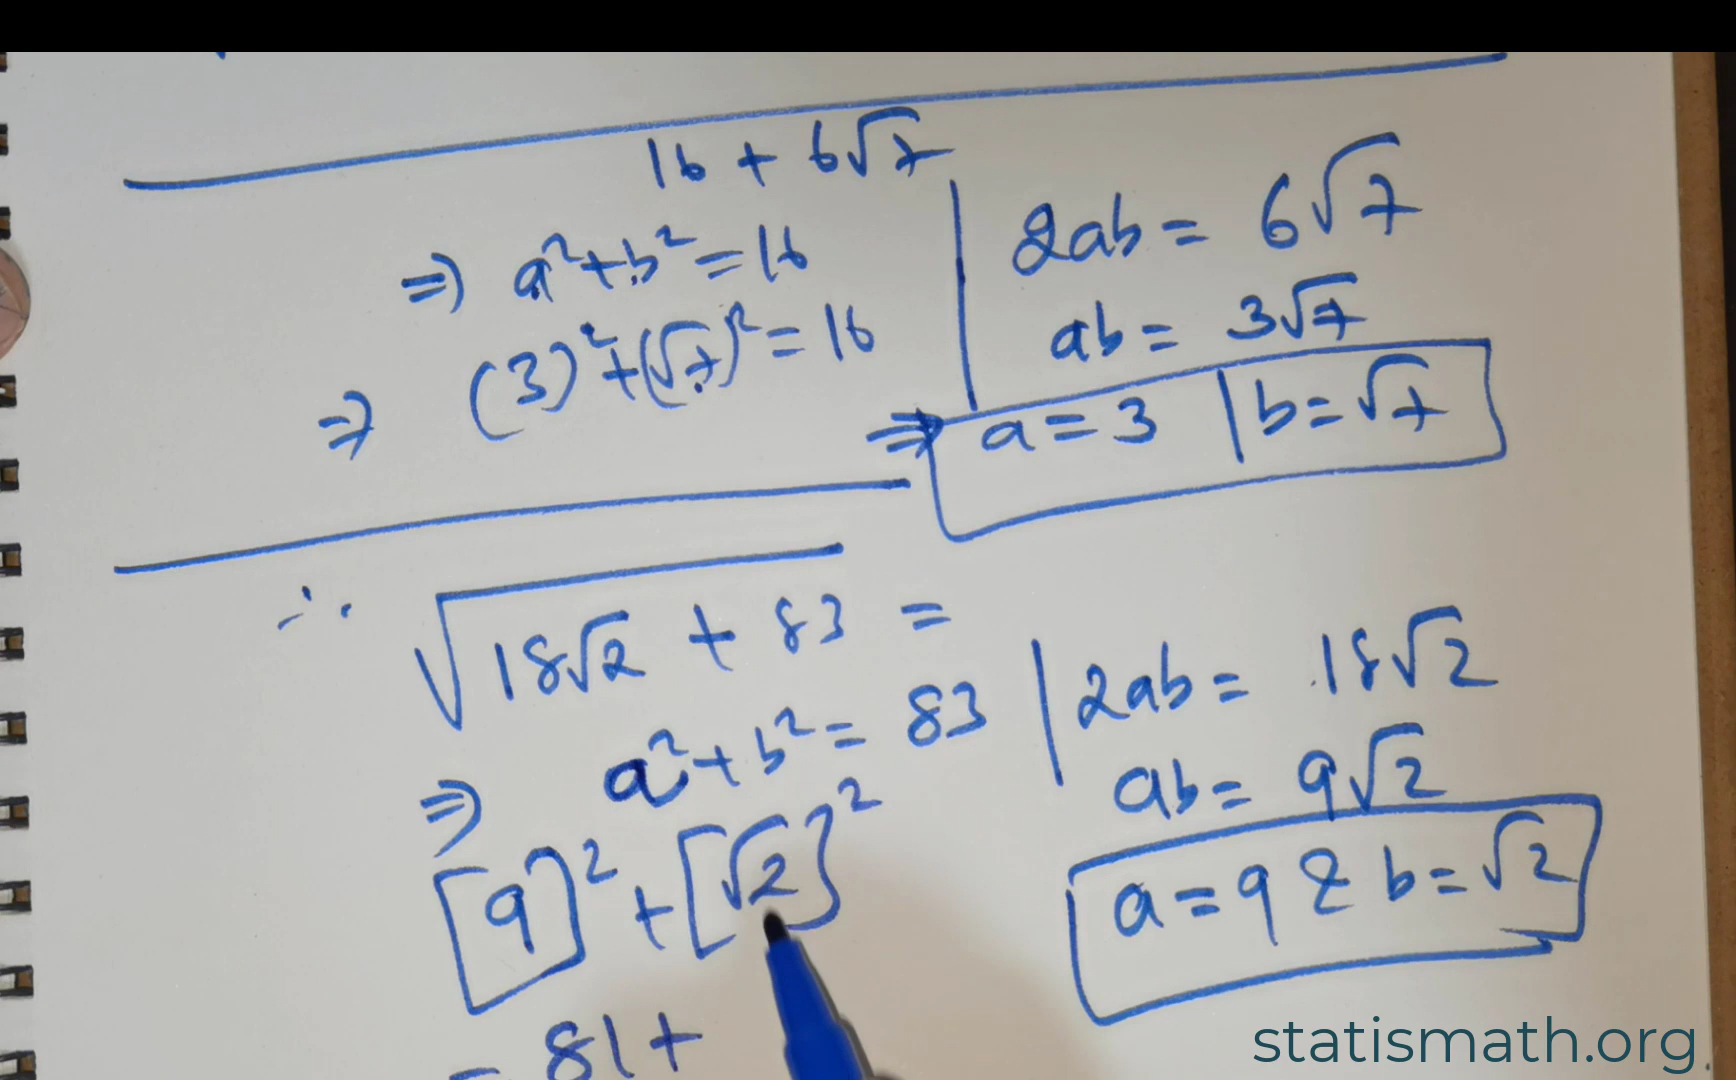 16 + 6√7
⇒ a² + b² = 16
⇒ (3)² + (√7)² = 16
2ab = 6√7
ab = 3√7
⇒ a = 3 | b = √7
∴ √(18√2 + 83) =
⇒ a² + b² = 83
[9]² + [√2]²
= 81 +
2ab = 18√2
ab = 9√2
a = 9 & b = √2
statismath.org